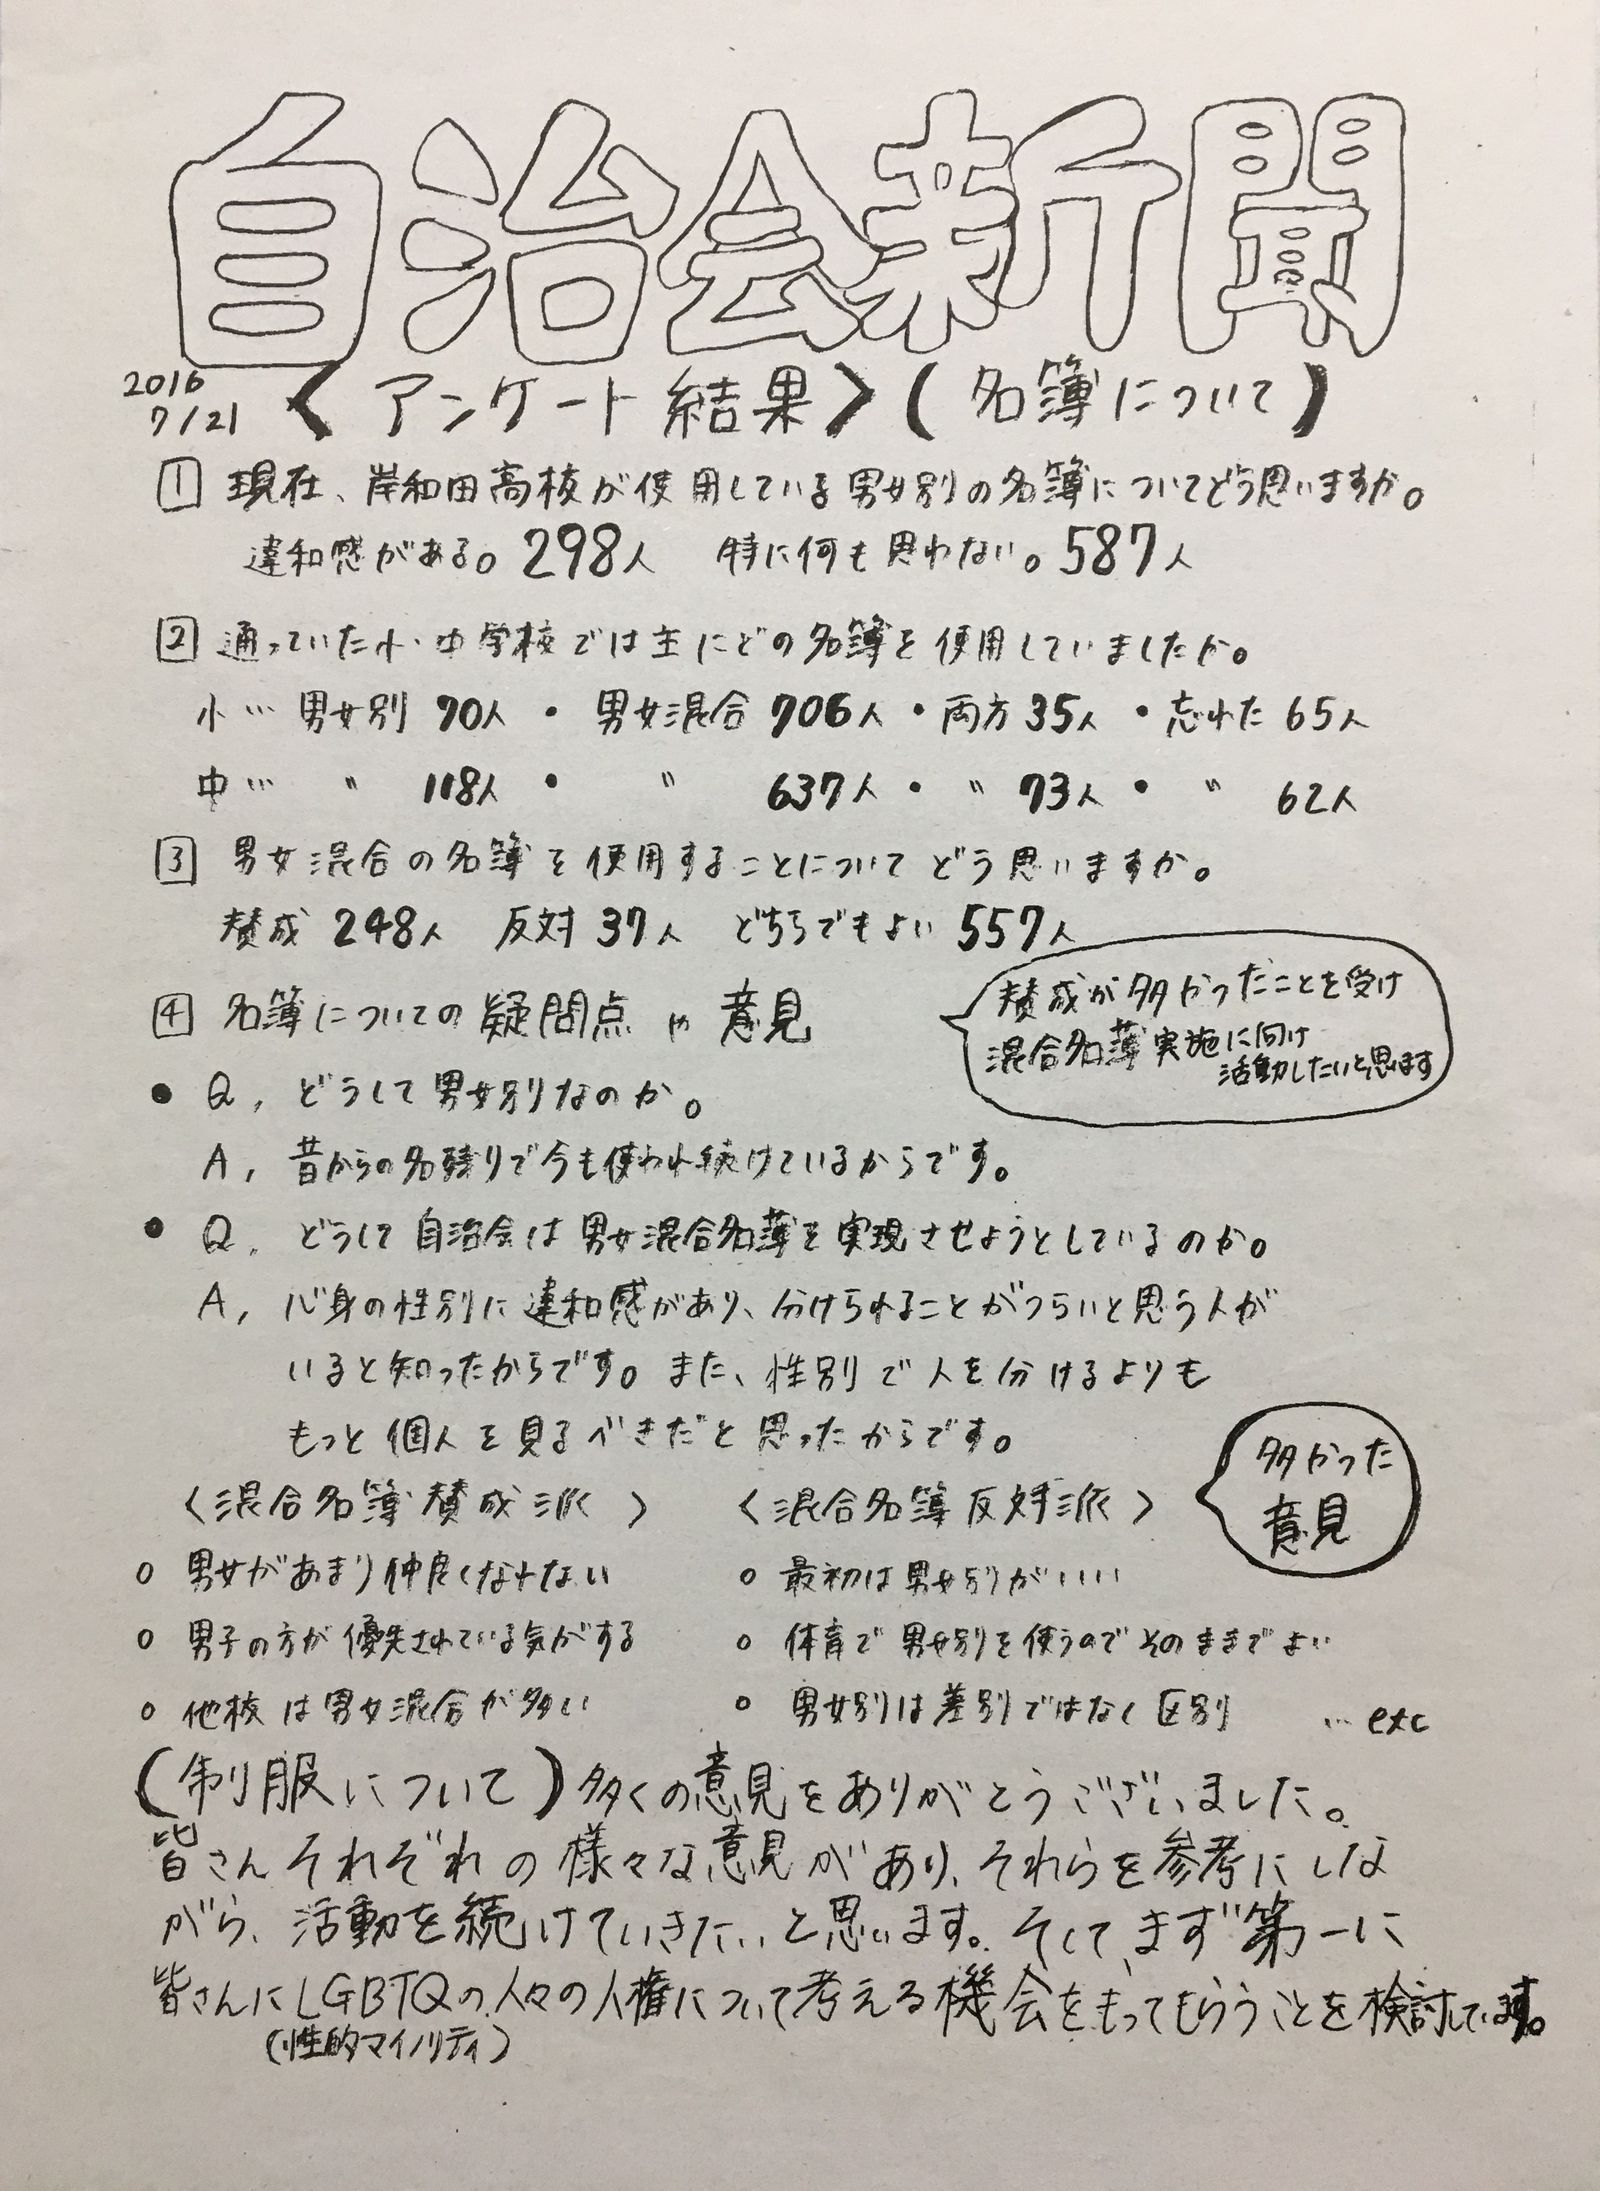 自治会新聞
2016
7/21
〈アンケート結果〉(名簿について)
1 現在、岸和田高校が使用している男女別の名簿についてどう思いますか。
違和感がある。298人 特に何も思わない。587人
2 通っていた小・中学校では主にどの名簿を使用していましたか。
小… 男女別 70人 ・ 男女混合 706人 ・ 両方 35人 ・ 忘れた 65人
中… 〃 118人 ・ 〃 637人 ・ 〃 73人 ・ 〃 62人
3 男女混合の名簿を使用することについてどう思いますか。
賛成 248人 反対 37人 どちらでもよい 557人
賛成が多かったことを受け
混合名簿実施に向け
活動したいと思います
4 名簿についての疑問点や意見
● Q, どうして男女別なのか。
A, 昔からの名残りで今も使われ続けているからです。
● Q, どうして自治会は男女混合名簿を実現させようとしているのか。
A, 心身の性別に違和感があり、分けられることがつらいと思う人が
いると知ったからです。また、性別で人を分けるよりも
もっと個人を見るべきだと思ったからです。
多かった
意見
〈混合名簿賛成派〉 〈混合名簿反対派〉
○ 男女があまり仲良くなれない ○ 最初は男女別がいい
○ 男子の方が優先されている気がする ○ 体育で男女別を使うのでそのままでよい
○ 他校は男女混合が多い ○ 男女別は差別ではなく区別 …etc
(制服について)多くの意見をありがとうございました。
皆さんそれぞれの様々な意見があり、それらを参考にしな
がら、活動を続けていきたいと思います。そしてまず第一に
皆さんにLGBTQの人々の人権について考える機会をもってもらうことを検討しています。
(性的マイノリティ)